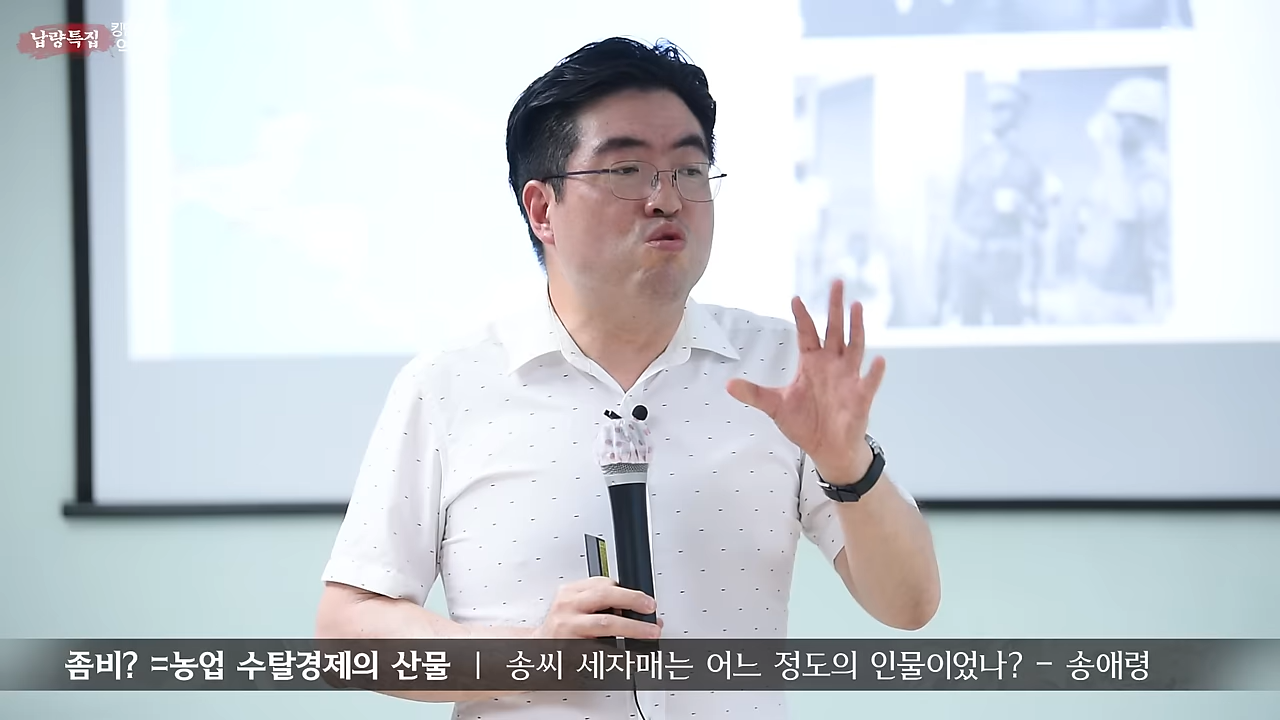 납량특집
좀비? =농업 수탈경제의 산물 | 송씨 세자매는 어느 정도의 인물이었나? - 송애령